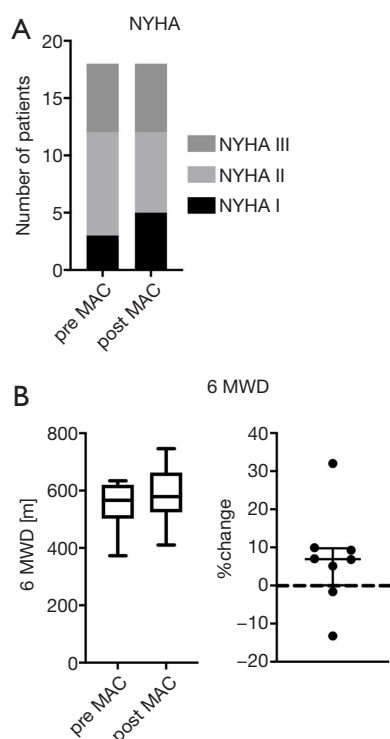 A
NYHA
Number of patients
20
15
10
5
0
pre MAC
post MAC
NYHA III
NYHA II
NYHA I
B
6 MWD
6 MWD [m]
800
600
400
200
0
pre MAC
post MAC
%change
40
30
20
10
0
−10
−20